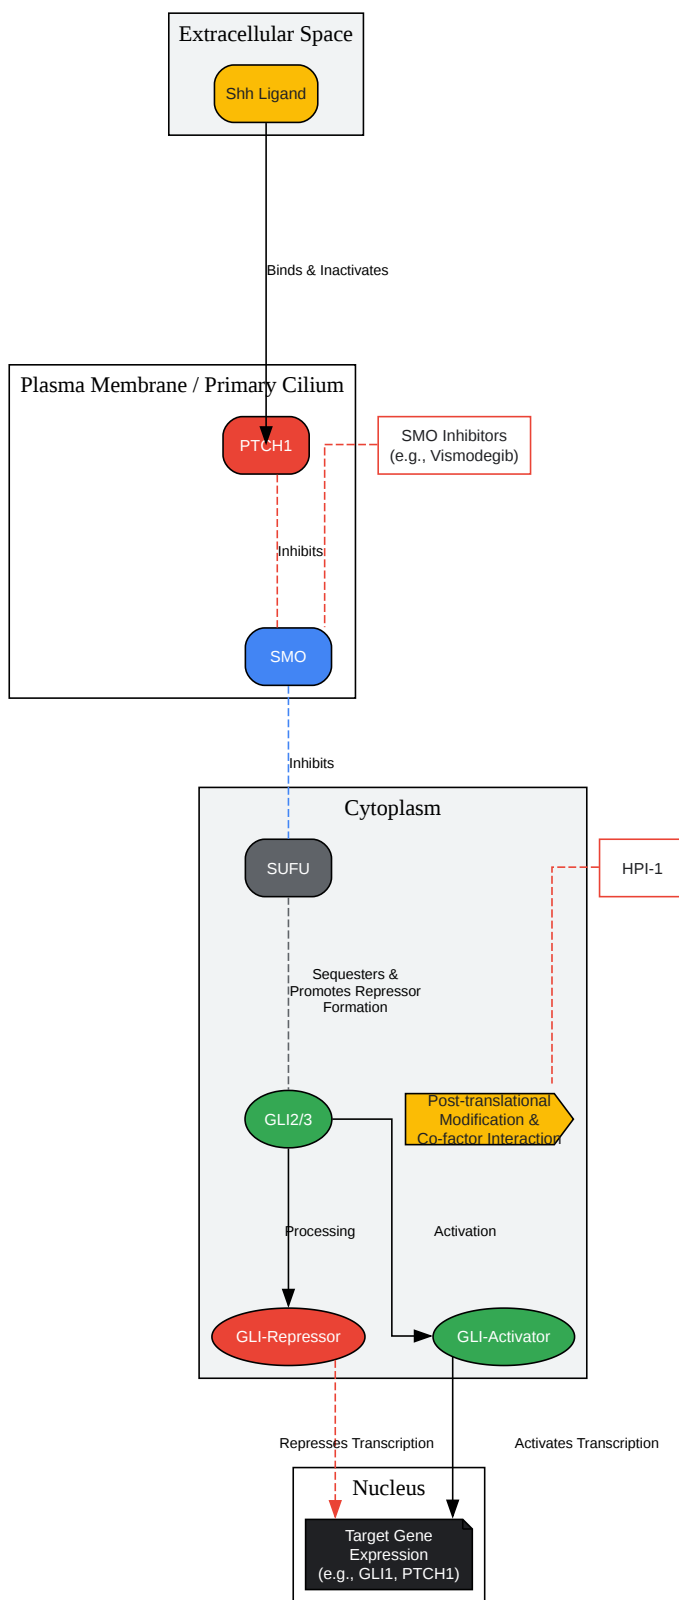 Extracellular Space
Shh Ligand
Binds & Inactivates
Plasma Membrane / Primary Cilium
PTCH1
SMO Inhibitors
(e.g., Vismodegib)
Inhibits
SMO
Inhibits
Cytoplasm
SUFU
HPI-1
Sequesters &
Promotes Repressor
Formation
GLI2/3
Post-translational
Modification &
Co-factor Interaction
Processing
Activation
GLI-Repressor
GLI-Activator
Represses Transcription
Activates Transcription
Nucleus
Target Gene
Expression
(e.g., GLI1, PTCH1)